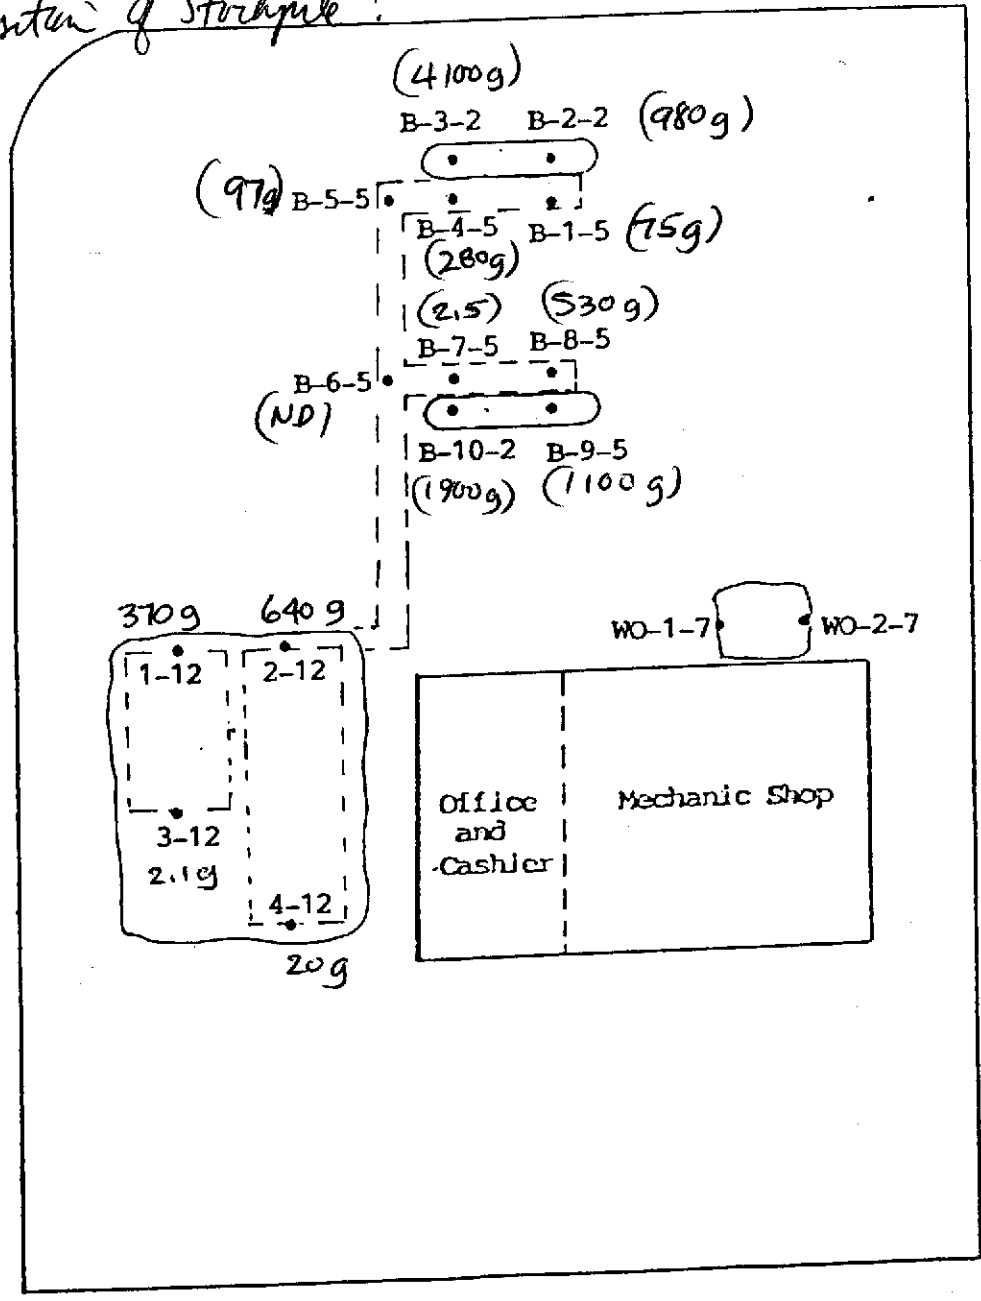 of Stockpile:
(4100g)
B-3-2 B-2-2 (980g)
(97g) B-5-5
B-4-5 B-1-5 (75g)
(280g)
(2.5) (530g)
B-7-5 B-8-5
B-6-5
(ND)
B-10-2 B-9-5
(1900g) (1100g)
370g 640g
WO-1-7 WO-2-7
1-12 2-12
Office Mechanic Shop
and
Cashier
3-12
2.1g
4-12
20g